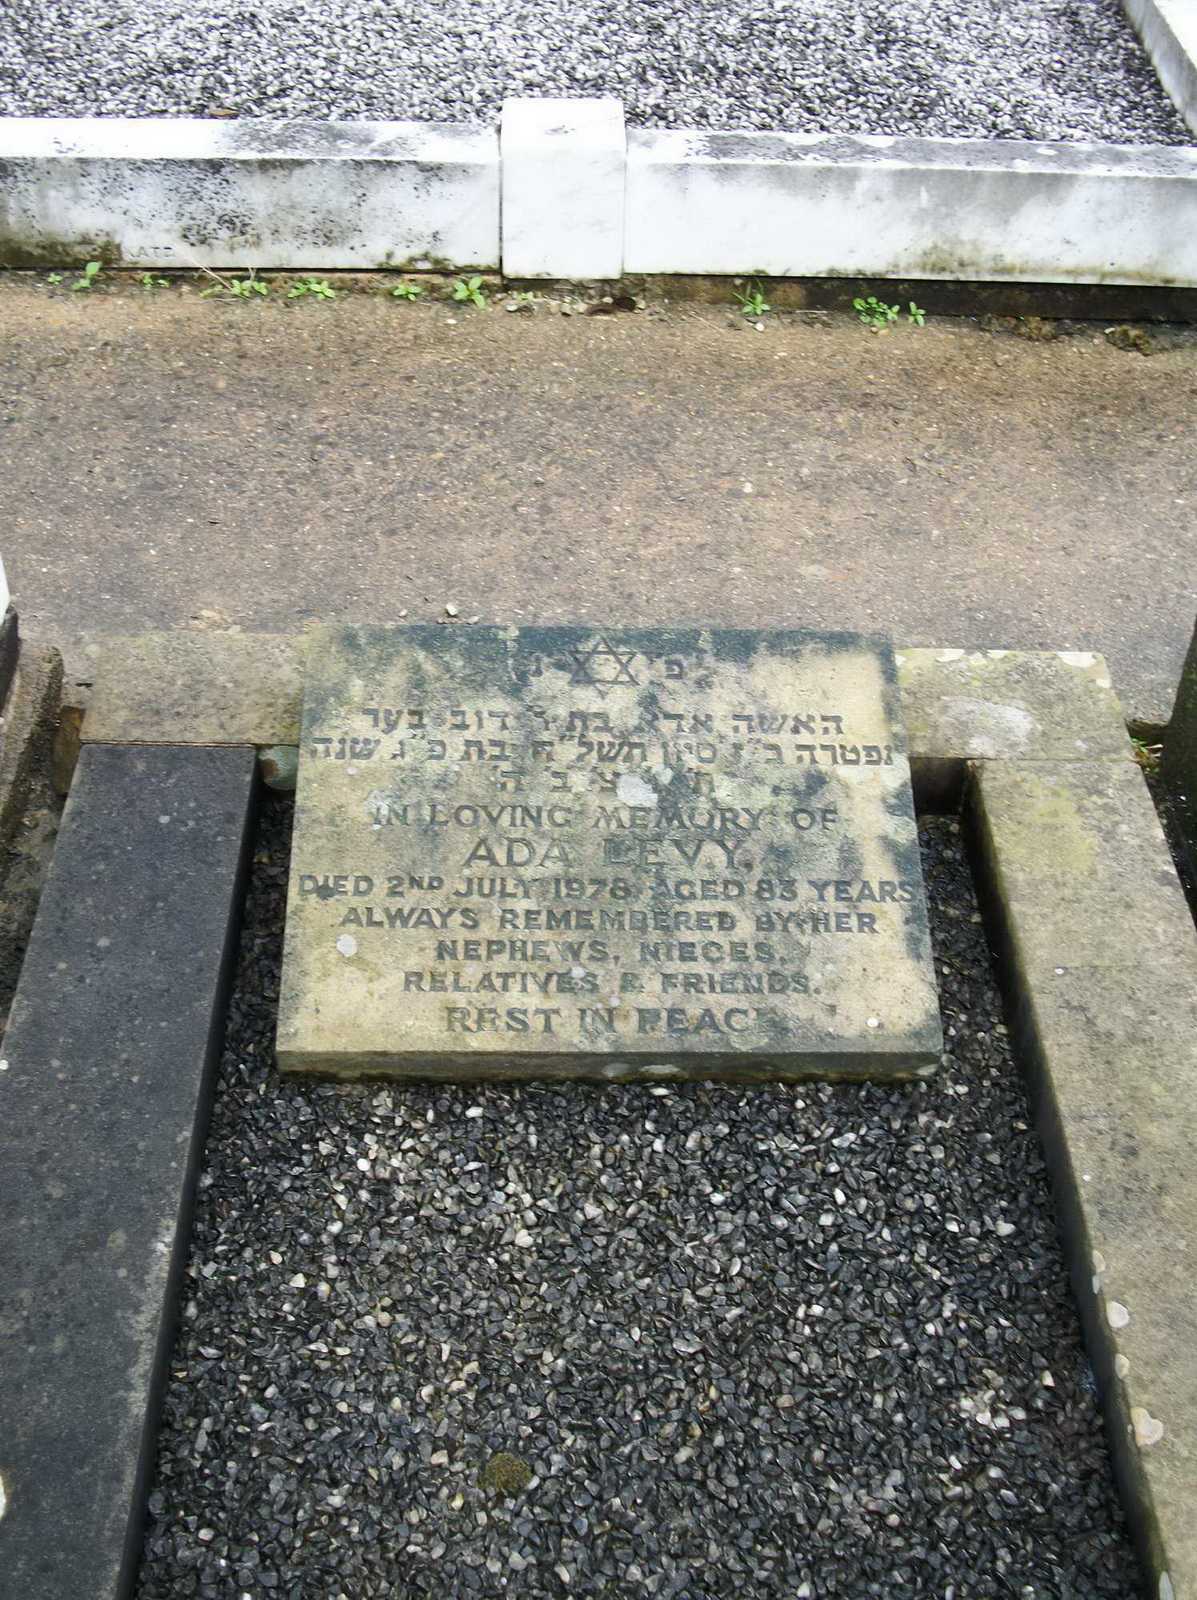 פ נ
האשה אדא בת ר דוב בער
נפטרה ב"ז סיון תשל"ח בת פ"ג שנה
ת' נ' צ' ב' ה'
IN LOVING MEMORY OF
ADA LEVY.
DIED 2ND JULY 1978, AGED 83 YEARS
ALWAYS REMEMBERED BY HER
NEPHEWS, NIECES,
RELATIVES & FRIENDS.
REST IN PEACE